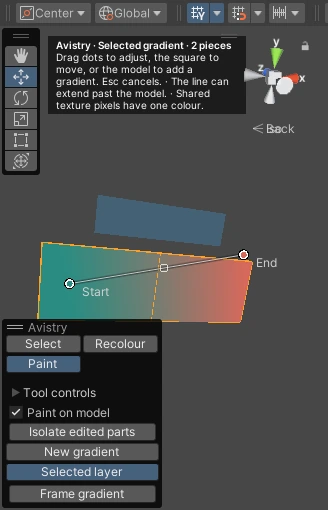 Center
Global
Avistry · Selected gradient · 2 pieces
Drag dots to adjust, the square to
move, or the model to add a
gradient. Esc cancels. · The line can
extend past the model. · Shared
texture pixels have one colour.
y
z
x
Back
End
Start
Avistry
Select
Recolour
Paint
Tool controls
Paint on model
Isolate edited parts
New gradient
Selected layer
Frame gradient